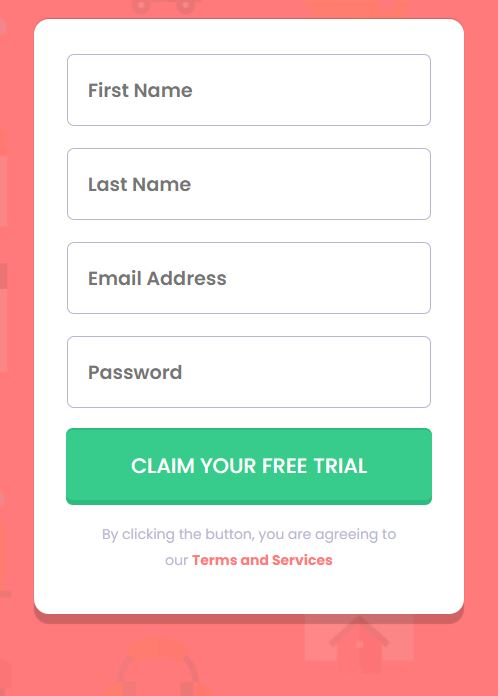 First Name
Last Name
Email Address
Password
CLAIM YOUR FREE TRIAL
By clicking the button, you are agreeing to
our Terms and Services